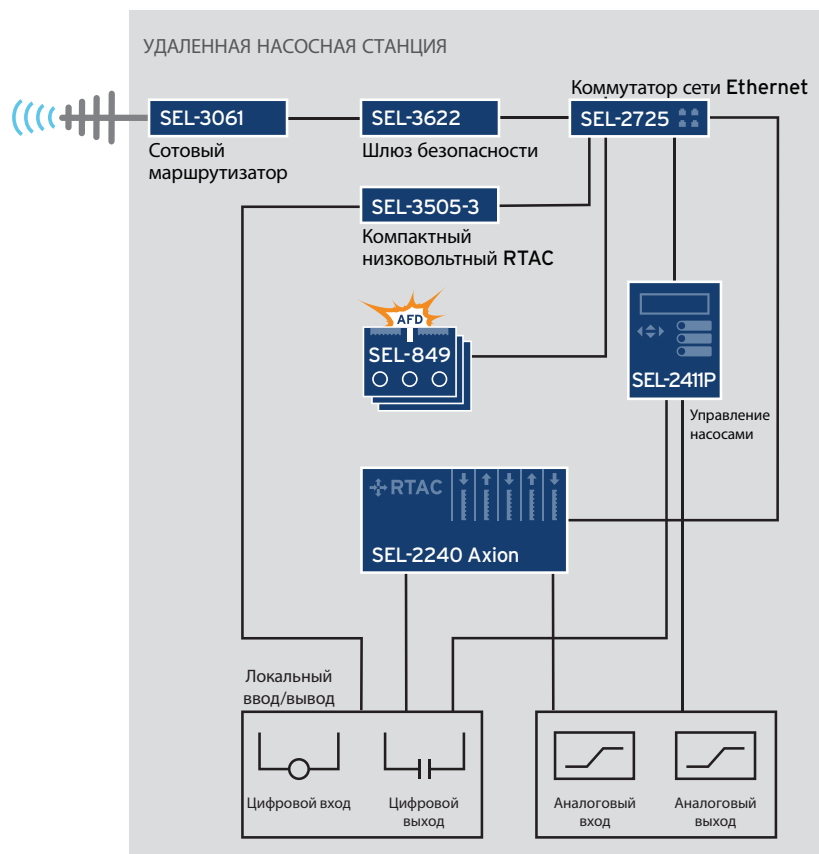 УДАЛЕННАЯ НАСОСНАЯ СТАНЦИЯ
Коммутатор сети Ethernet
SEL-3061
SEL-3622
SEL-2725
Сотовый
маршрутизатор
Шлюз безопасности
SEL-3505-3
Компактный
низковольтный RTAC
AFD
SEL-849
SEL-2411P
Управление
насосами
RTAC
SEL-2240 Axion
Локальный
ввод/вывод
Цифровой вход
Цифровой
выход
Аналоговый
вход
Аналоговый
выход